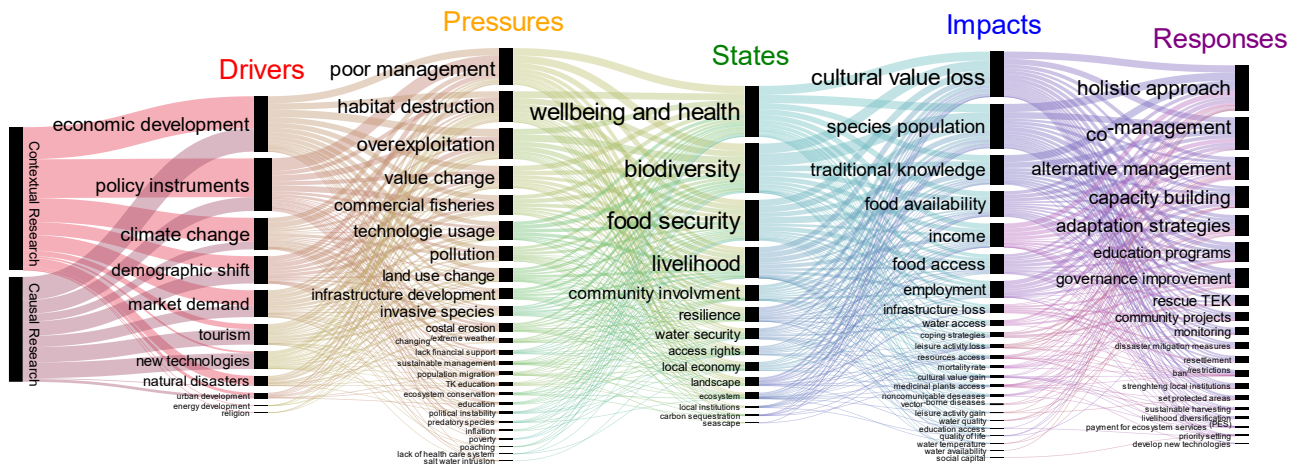 Contextual Research
Causal Research
Drivers
economic development
policy instruments
climate change
demographic shift
market demand
tourism
new technologies
natural disasters
urban development
energy development
religion
Pressures
poor management
habitat destruction
overexploitation
value change
commercial fisheries
technologie usage
pollution
land use change
infrastructure development
invasive species
costal erosion
changing extreme weather
lack financial support
sustainable management
population migration
TK education
ecosystem conservation
education
political instability
predatory species
inflation
poverty
poaching
lack of health care system
salt water intrusion
States
wellbeing and health
biodiversity
food security
livelihood
community involvment
resilience
water security
access rights
local economy
landscape
ecosystem
local institutions
carbon sequestration
seascape
Impacts
cultural value loss
species population
traditional knowledge
food availability
income
food access
employment
infrastructure loss
water access
coping strategies
leisure activity loss
resources access
mortality rate
cultural value gain
medicinal plants access
noncomunicable deseases
vector-borne diseases
leisure activity gain
water quality
education access
quality of life
water temperature
water availability
social capital
Responses
holistic approach
co-management
alternative management
capacity building
adaptation strategies
education programs
governance improvement
rescue TEK
community projects
monitoring
dissaster mitigation measures
resettlement
ban/restrictions
strenghteng local institutions
set protected areas
sustainable harvesting
livelihood diversification
payment for ecosystem services (PES)
priority setting
develop new technologies